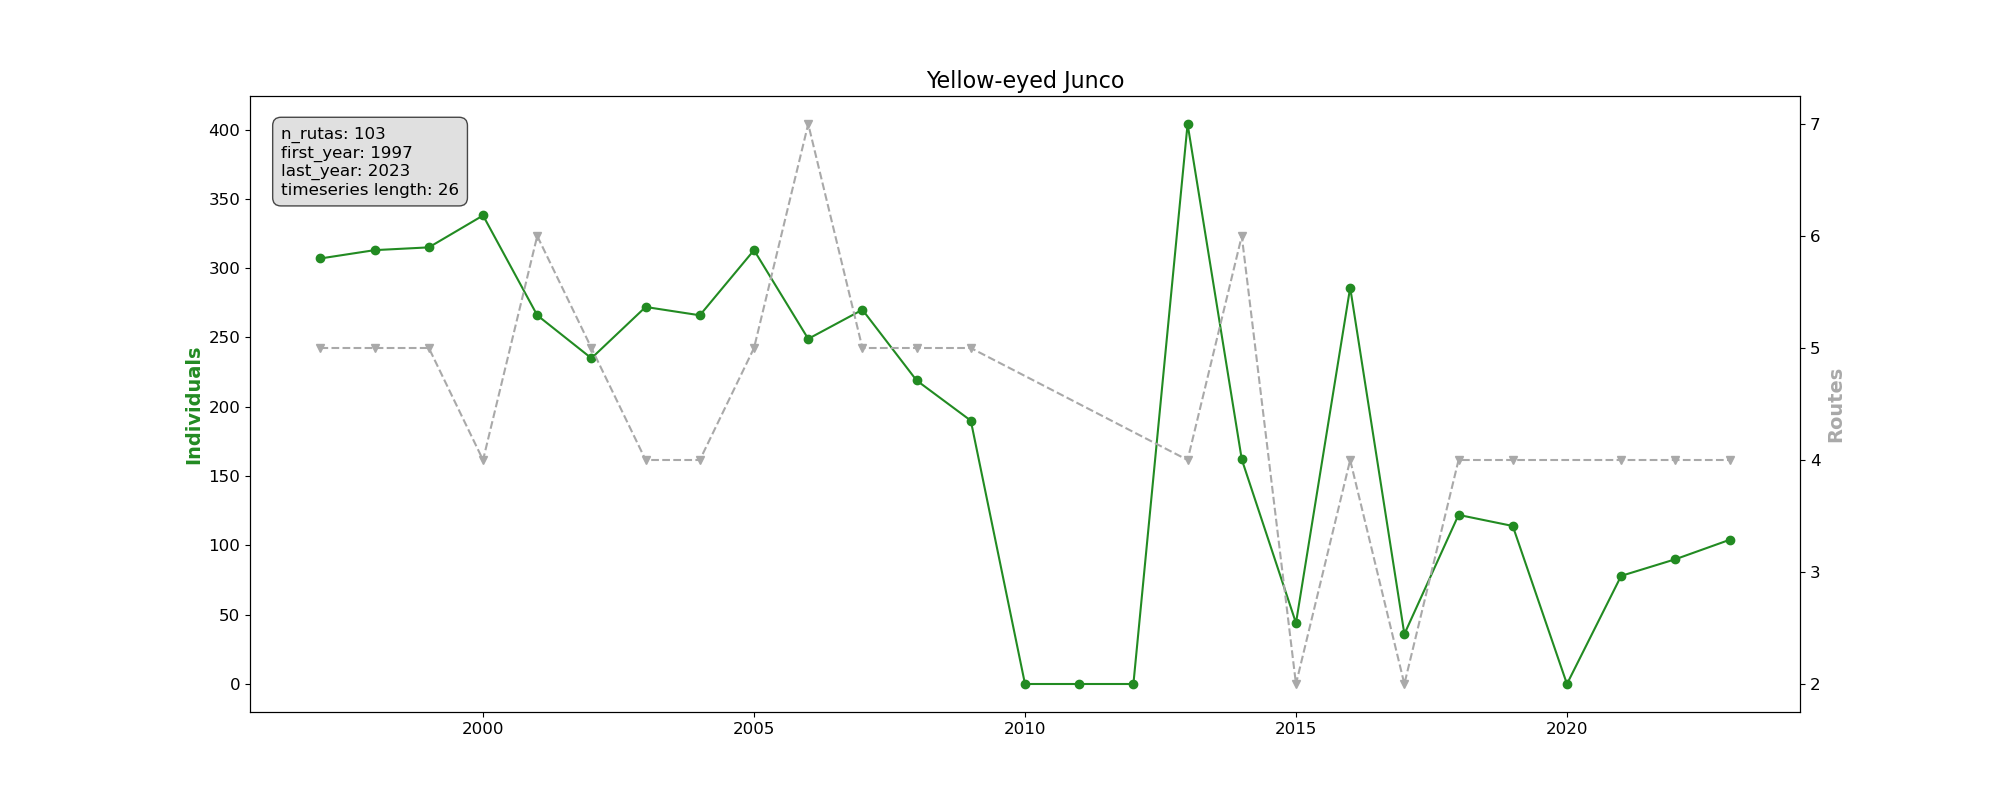 Yellow-eyed Junco
n_rutas: 103
first_year: 1997
last_year: 2023
timeseries length: 26
Individuals
400
350
300
250
200
150
100
50
0
7
6
5
4
3
2
Routes
2000 2005 2010 2015 2020